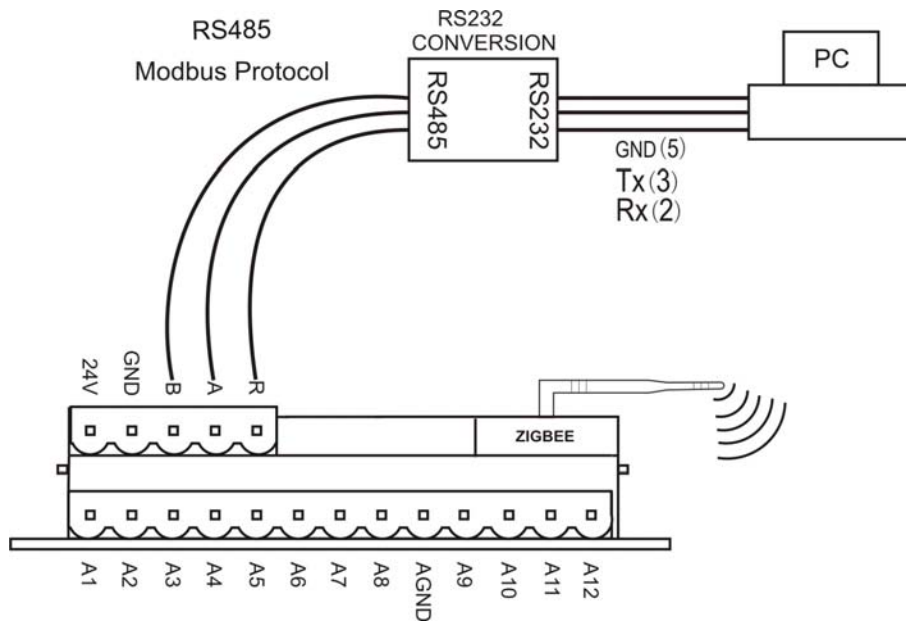 RS485
Modbus Protocol
RS232
CONVERSION
RS485
RS232
PC
GND(5)
Tx(3)
Rx(2)
24V
GND
B
A
R
ZIGBEE
A1
A2
A3
A4
A5
A6
A7
A8
AGND
A9
A10
A11
A12